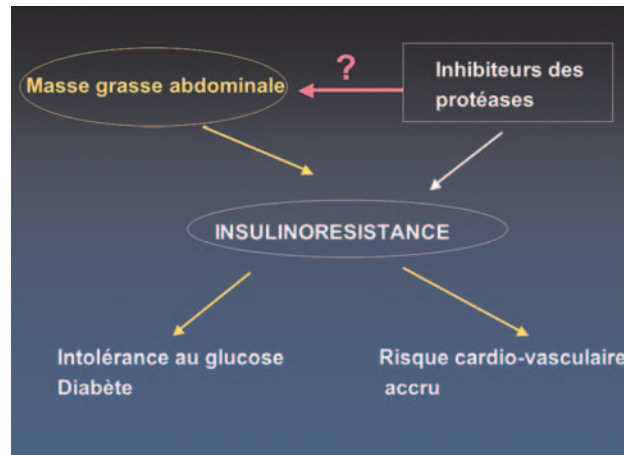 ?
Inhibiteurs des
protéases
Masse grasse abdominale
INSULINORESISTANCE
Intolérance au glucose
Diabète
Risque cardio-vasculaire
accru